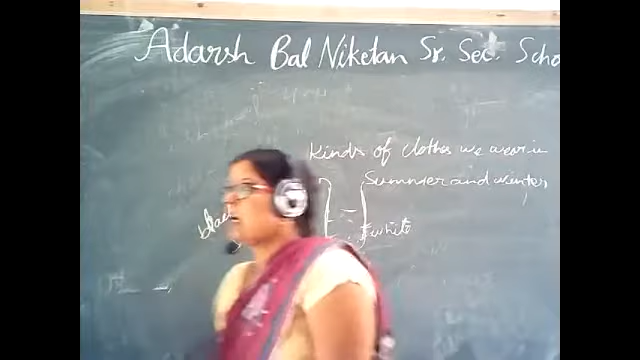 Adarsh Bal Niketan Sr. Sec. Scho
Kinds of clothes we wear in
Summer and winter
black
white